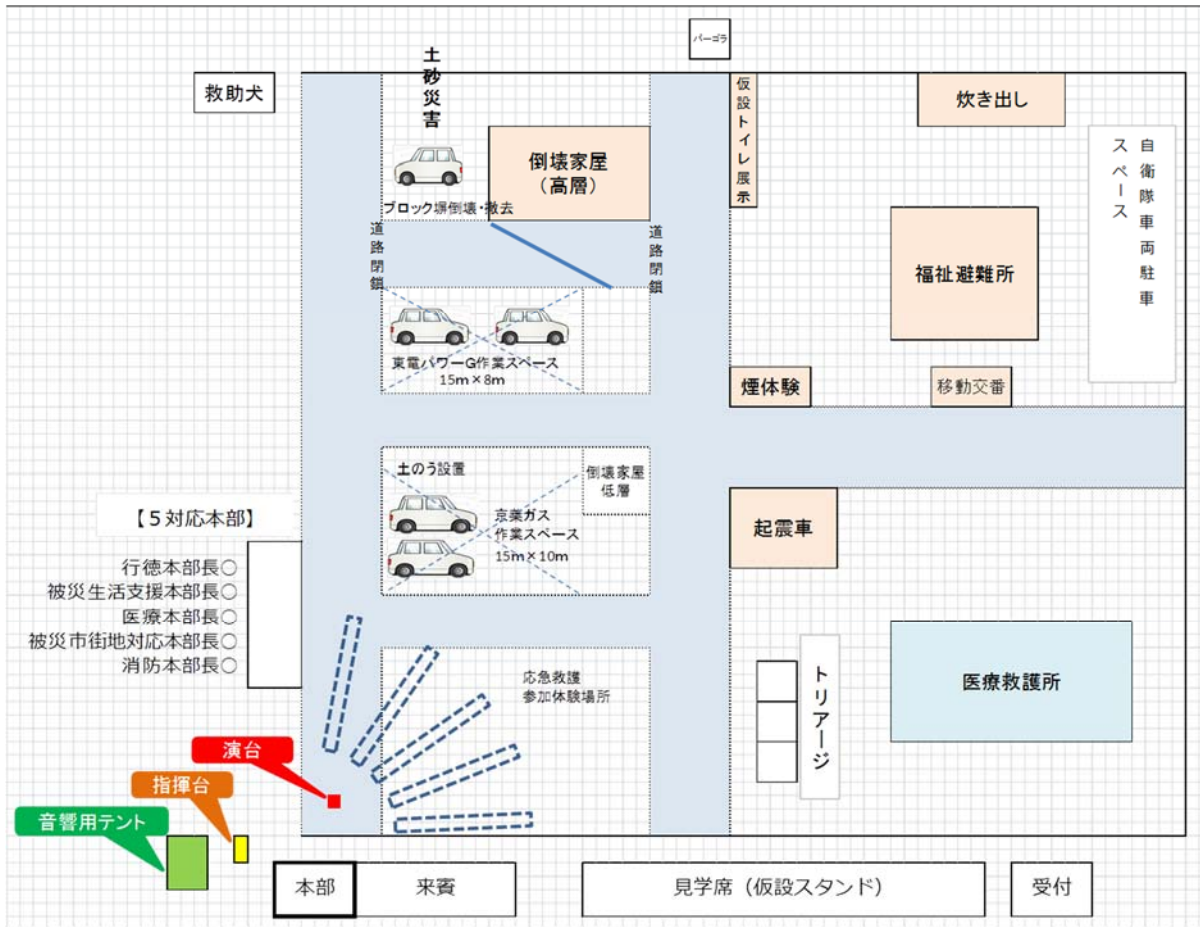 パーゴラ
救助犬
土砂災害
仮設トイレ展示
炊き出し
倒壊家屋
（高層）
自衛隊車両駐車
スペース
ブロック塀倒壊・撤去
道路閉鎖
道路閉鎖
福祉避難所
東電パワーG作業スペース
15m×8m
煙体験
移動交番
土のう設置
倒壊家屋
低層
京葉ガス
作業スペース
15m×10m
起震車
【５対応本部】
行徳本部長○
被災生活支援本部長○
医療本部長○
被災市街地対応本部長○
消防本部長○
応急救護
参加体験場所
トリアージ
医療救護所
演台
指揮台
音響用テント
本部
来賓
見学席（仮設スタンド）
受付